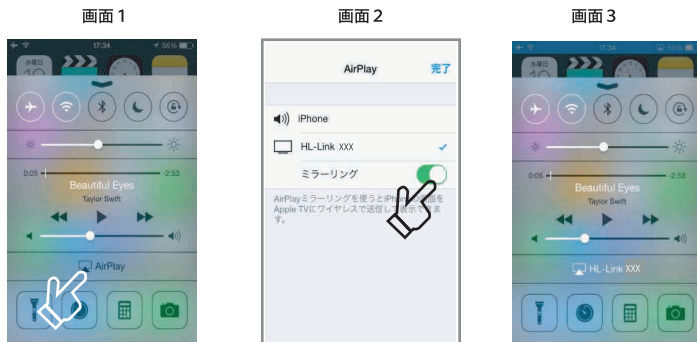 画面1
17:34
56%
水曜日
10
0:05
-2:53
Beautiful Eyes
Taylor Swift
AirPlay
画面2
AirPlay
完了
iPhone
HL-Link XXX
ミラーリング
AirPlayミラーリングを使うとiPh
画面を
Apple TVにワイヤレスで送信して表示できま
す。
画面3
17:34
56%
水曜日
10
0:06
-2:53
Beautiful Eyes
Taylor Swift
HL-Link XXX